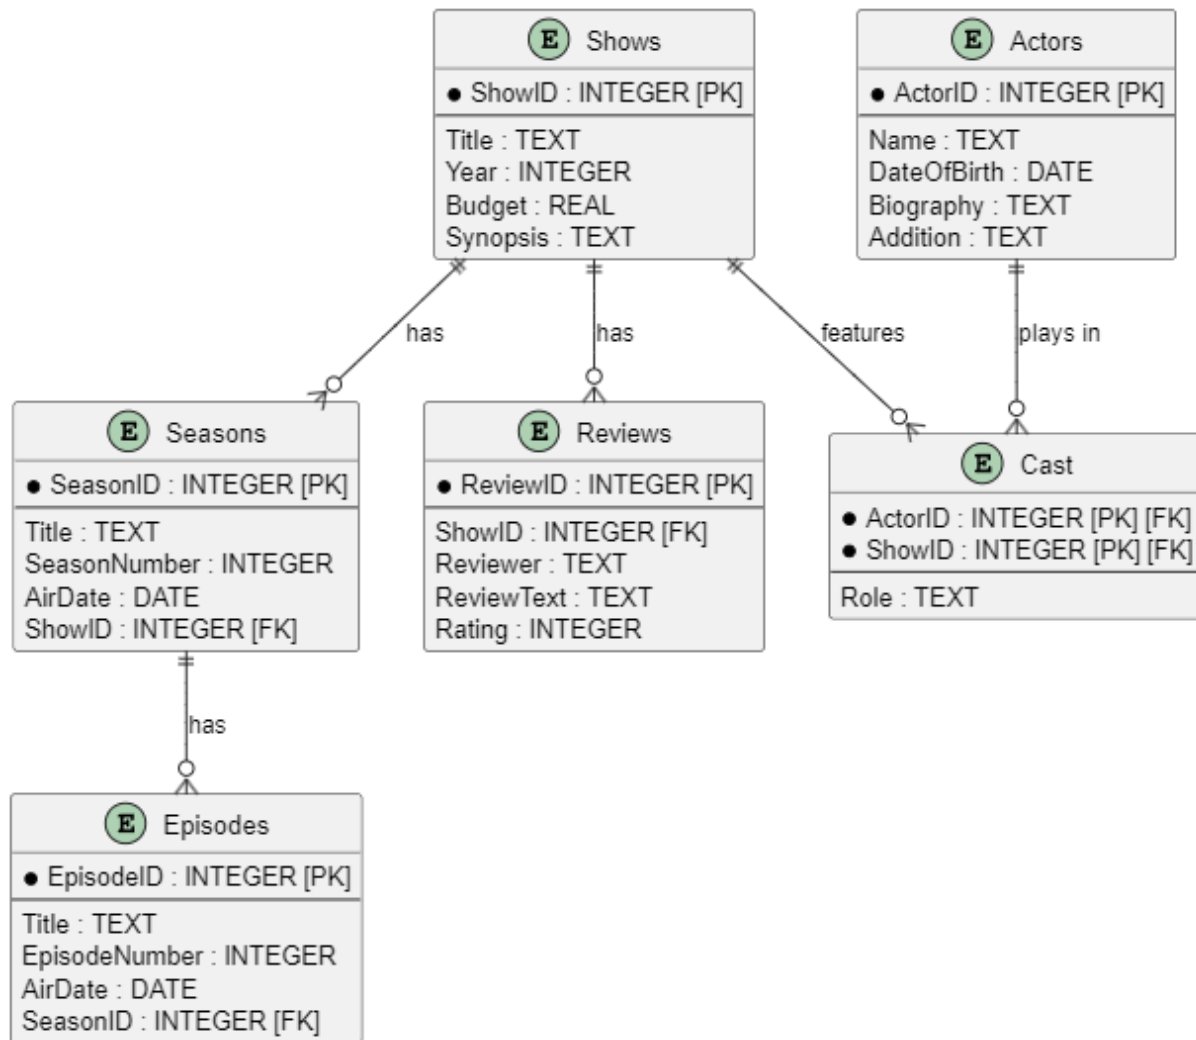 E Shows
● ShowID : INTEGER [PK]
Title : TEXT
Year : INTEGER
Budget : REAL
Synopsis : TEXT
E Actors
● ActorID : INTEGER [PK]
Name : TEXT
DateOfBirth : DATE
Biography : TEXT
Addition : TEXT
has
has
features
plays in
E Seasons
● SeasonID : INTEGER [PK]
Title : TEXT
SeasonNumber : INTEGER
AirDate : DATE
ShowID : INTEGER [FK]
E Reviews
● ReviewID : INTEGER [PK]
ShowID : INTEGER [FK]
Reviewer : TEXT
ReviewText : TEXT
Rating : INTEGER
E Cast
● ActorID : INTEGER [PK] [FK]
● ShowID : INTEGER [PK] [FK]
Role : TEXT
has
E Episodes
● EpisodeID : INTEGER [PK]
Title : TEXT
EpisodeNumber : INTEGER
AirDate : DATE
SeasonID : INTEGER [FK]